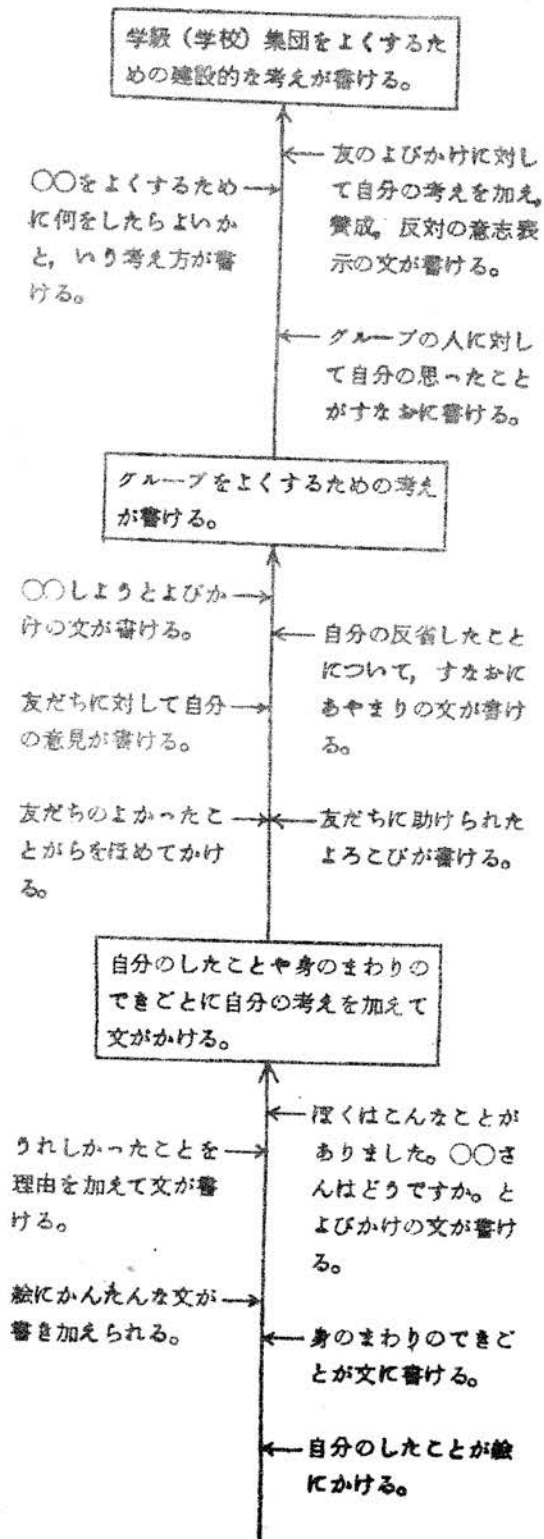 学級（学校）集団をよくするた
めの建設的な考えが書ける。
友のよびかけに対し
て自分の考えを加え，
賛成，反対の意志表
示の文が書ける。
〇〇をよくするため
に何をしたらよいか
と，いう考え方が書
ける。
グループの人に対し
て自分の思ったこと
がすなおに書ける。
グループをよくするための考え
が書ける。
〇〇しようとよびか
けの文が書ける。
自分の反省したこと
について，すなおに
あやまりの文が書け
る。
友だちに対して自分
の意見が書ける。
友だちのよかったこ
とがらをほめてかけ
る。
友だちに助けられた
よろこびが書ける。
自分のしたことや身のまわりの
できごとに自分の考えを加えて
文がかける。
ぼくはこんなことが
ありました。〇〇さ
んはどうですか。と
よびかけの文が書け
る。
うれしかったことを
理由を加えて文が書
ける。
絵にかんたんな文が
書き加えられる。
身のまわりのできご
とが文に書ける。
自分のしたことが絵
にかける。